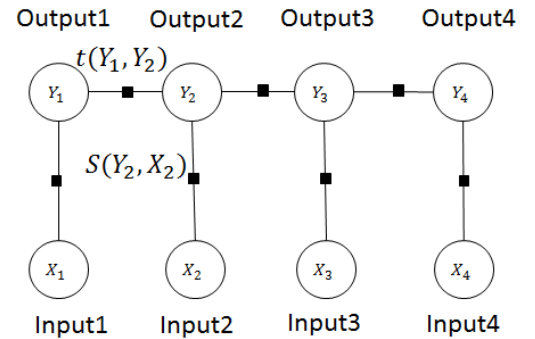 Output1 Output2 Output3 Output4
t(Y₁, Y₂)
Y₁ Y₂ Y₃ Y₄
S(Y₂, X₂)
X₁ X₂ X₃ X₄
Input1 Input2 Input3 Input4